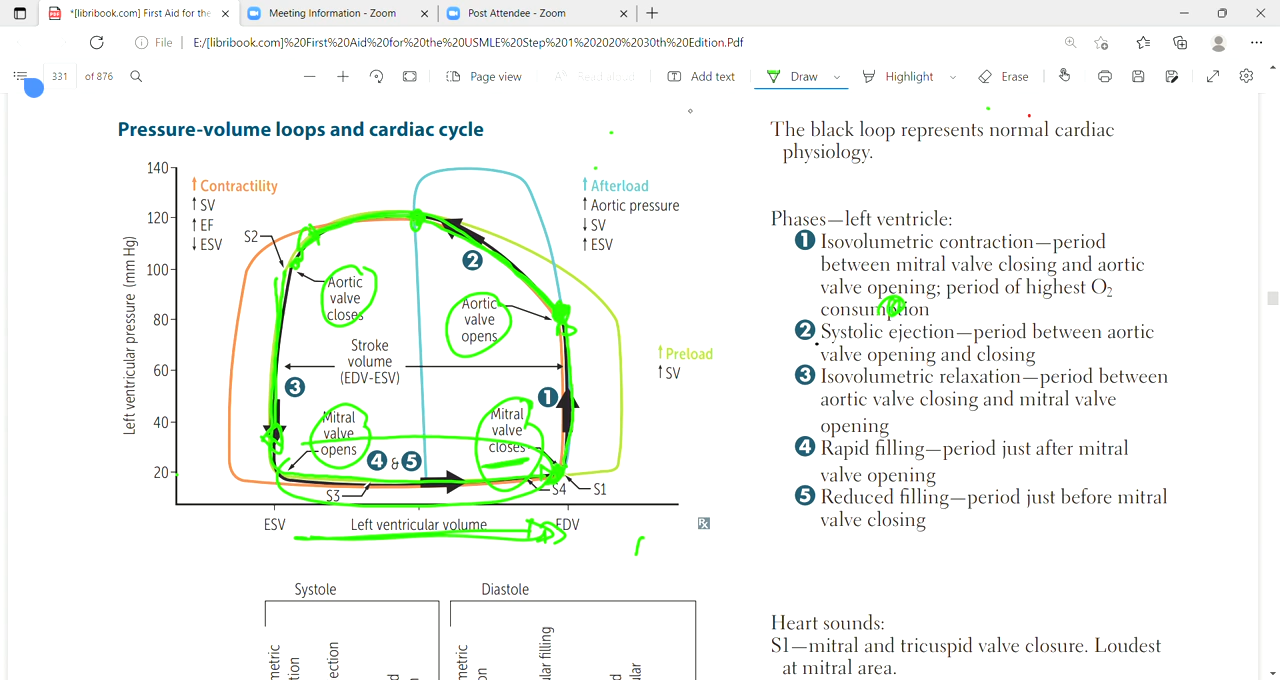 *[libribook.com] First Aid for the
Meeting Information - Zoom
Post Attendee - Zoom
File
E:/[libribook.com]%20First%20Aid%20for%20the%20USMLE%20Step%201%202020%2030th%20Edition.Pdf
331 of 876
Page view
Read aloud
Add text
Draw
Highlight
Erase
Pressure-volume loops and cardiac cycle
140
120
100
80
60
40
20
Left ventricular pressure (mm Hg)
↑ Contractility
↑ SV
↑ EF
↓ ESV
S2
Aortic
valve
closes
↑ Afterload
↑ Aortic pressure
↓ SV
↑ ESV
2
Aortic
valve
opens
Stroke
volume
(EDV-ESV)
↑ Preload
↑ SV
3
1
Mitral
valve
opens
Mitral
valve
closes
4 & 5
S3
S4
S1
ESV
Left ventricular volume
EDV
Rx
Systole
Diastole
The black loop represents normal cardiac
physiology.
Phases—left ventricle:
1 Isovolumetric contraction—period
between mitral valve closing and aortic
valve opening; period of highest O2
consumption
2 Systolic ejection—period between aortic
valve opening and closing
3 Isovolumetric relaxation—period between
aortic valve closing and mitral valve
opening
4 Rapid filling—period just after mitral
valve opening
5 Reduced filling—period just before mitral
valve closing
Heart sounds:
S1—mitral and tricuspid valve closure. Loudest
at mitral area.